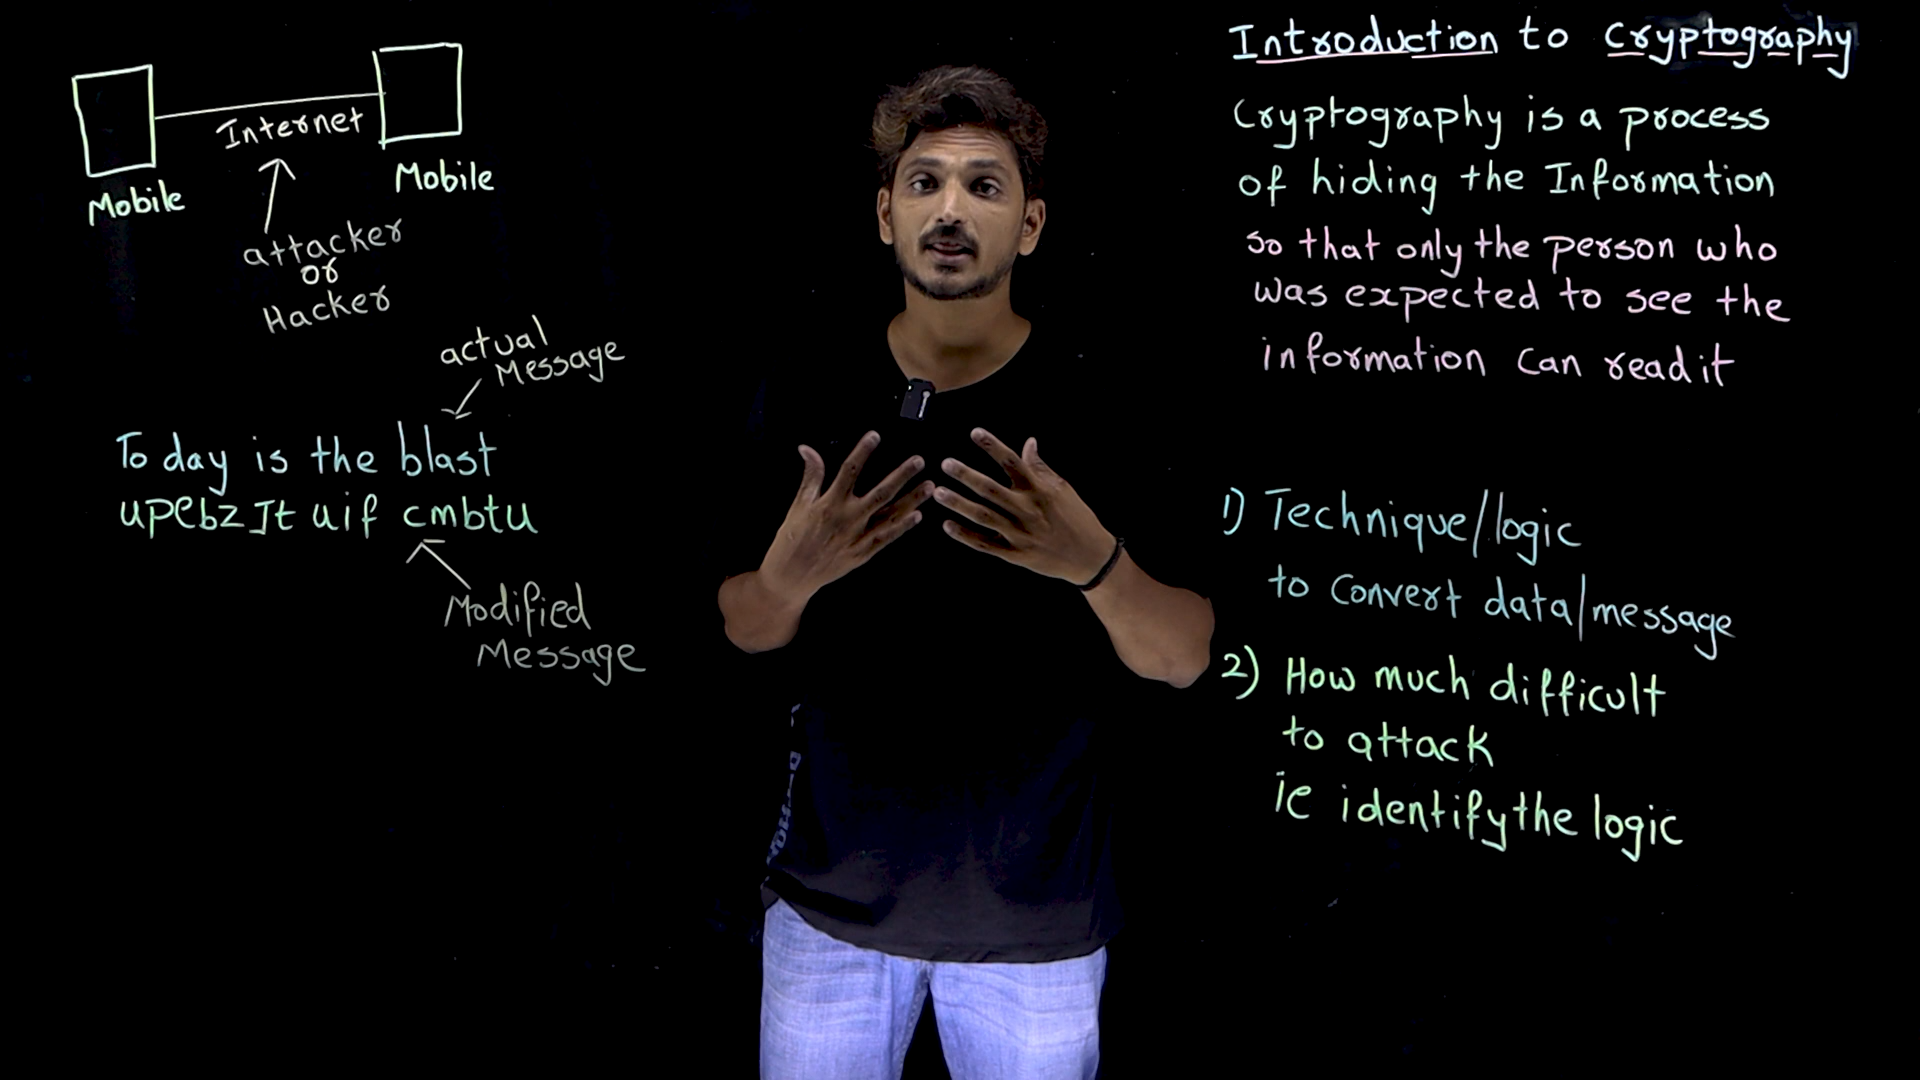 Mobile
Internet
Mobile
attacker
or
Hacker
actual
Message
Today is the blast
upebz Jt uif cmbtu
Modified
Message
Introduction to Cryptography
Cryptography is a process
of hiding the Information
so that only the person who
was expected to see the
information can read it
1) Technique/logic
to convert data/message
2) How much difficult
to attack
ie identify the logic